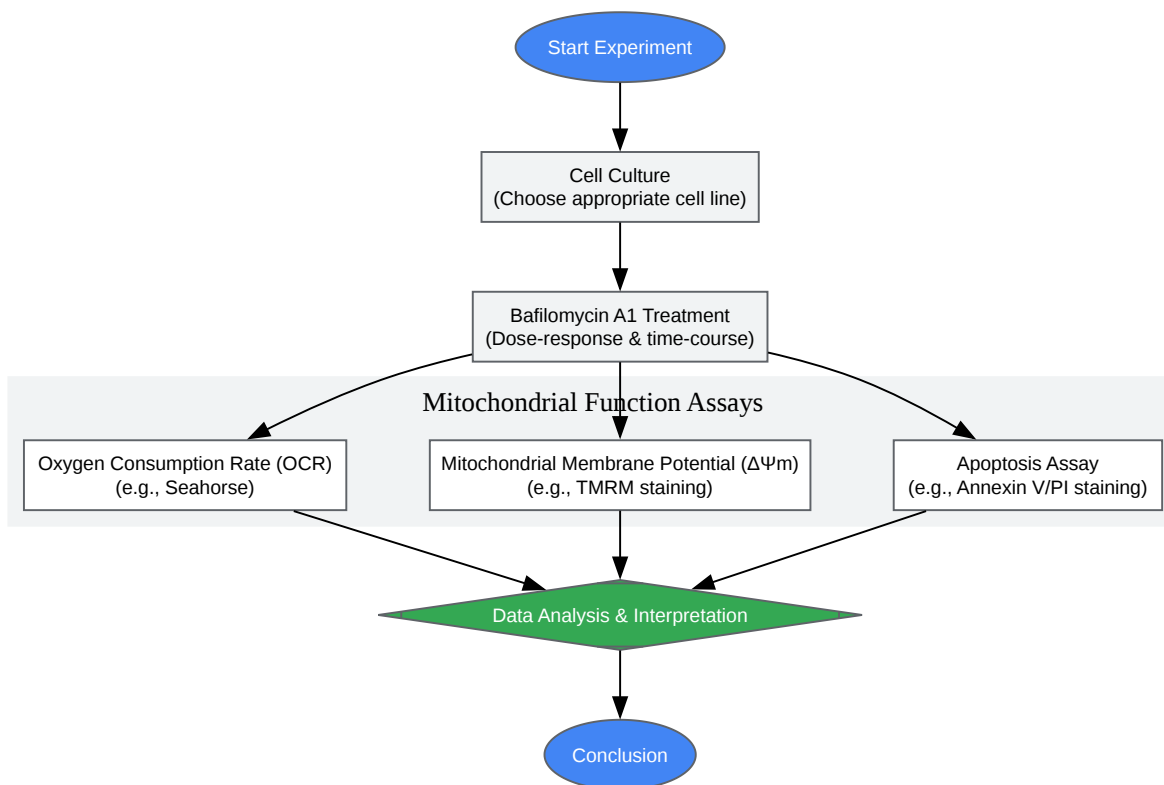 Start Experiment
Cell Culture
(Choose appropriate cell line)
Bafilomycin A1 Treatment
(Dose-response & time-course)
Mitochondrial Function Assays
Oxygen Consumption Rate (OCR)
(e.g., Seahorse)
Mitochondrial Membrane Potential (ΔΨm)
(e.g., TMRM staining)
Apoptosis Assay
(e.g., Annexin V/PI staining)
Data Analysis & Interpretation
Conclusion